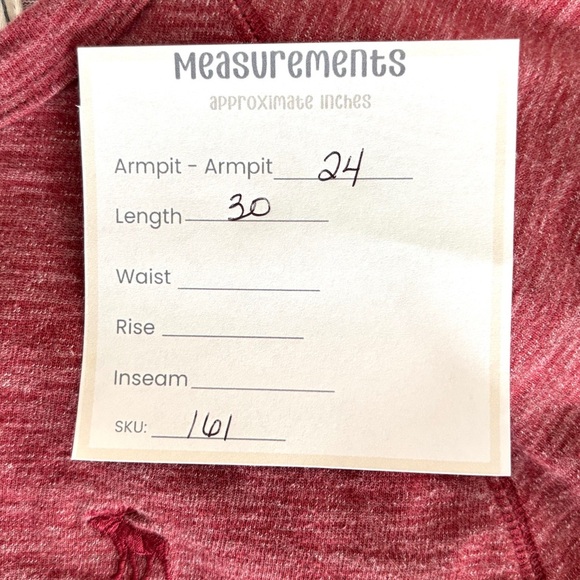 Measurements
approximate inches
Armpit - Armpit 24
Length 30
Waist
Rise
Inseam
SKU: 161